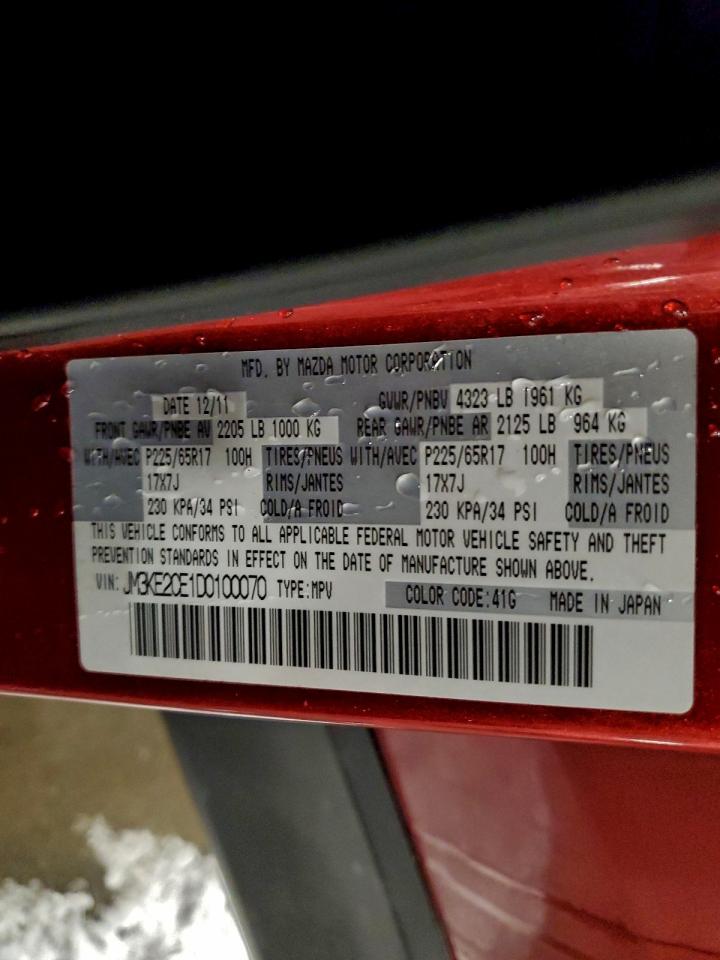 MFD. BY MAZDA MOTOR CORPORATION
DATE 12/11 GVWR/PNBV 4323 LB 1961 KG
FRONT GAWR/PNBE AV 2205 LB 1000 KG REAR GAWR/PNBE AR 2125 LB 964 KG
WITH/AVEC P225/65R17 100H TIRES/PNEUS WITH/AVEC P225/65R17 100H TIRES/PNEUS
17X7J RIMS/JANTES 17X7J RIMS/JANTES
230 KPA/34 PSI COLD/A FROID 230 KPA/34 PSI COLD/A FROID
THIS VEHICLE CONFORMS TO ALL APPLICABLE FEDERAL MOTOR VEHICLE SAFETY AND THEFT
PREVENTION STANDARDS IN EFFECT ON THE DATE OF MANUFACTURE SHOWN ABOVE.
VIN: JM3KE2CE1D0100070 TYPE:MPV COLOR CODE:41G MADE IN JAPAN